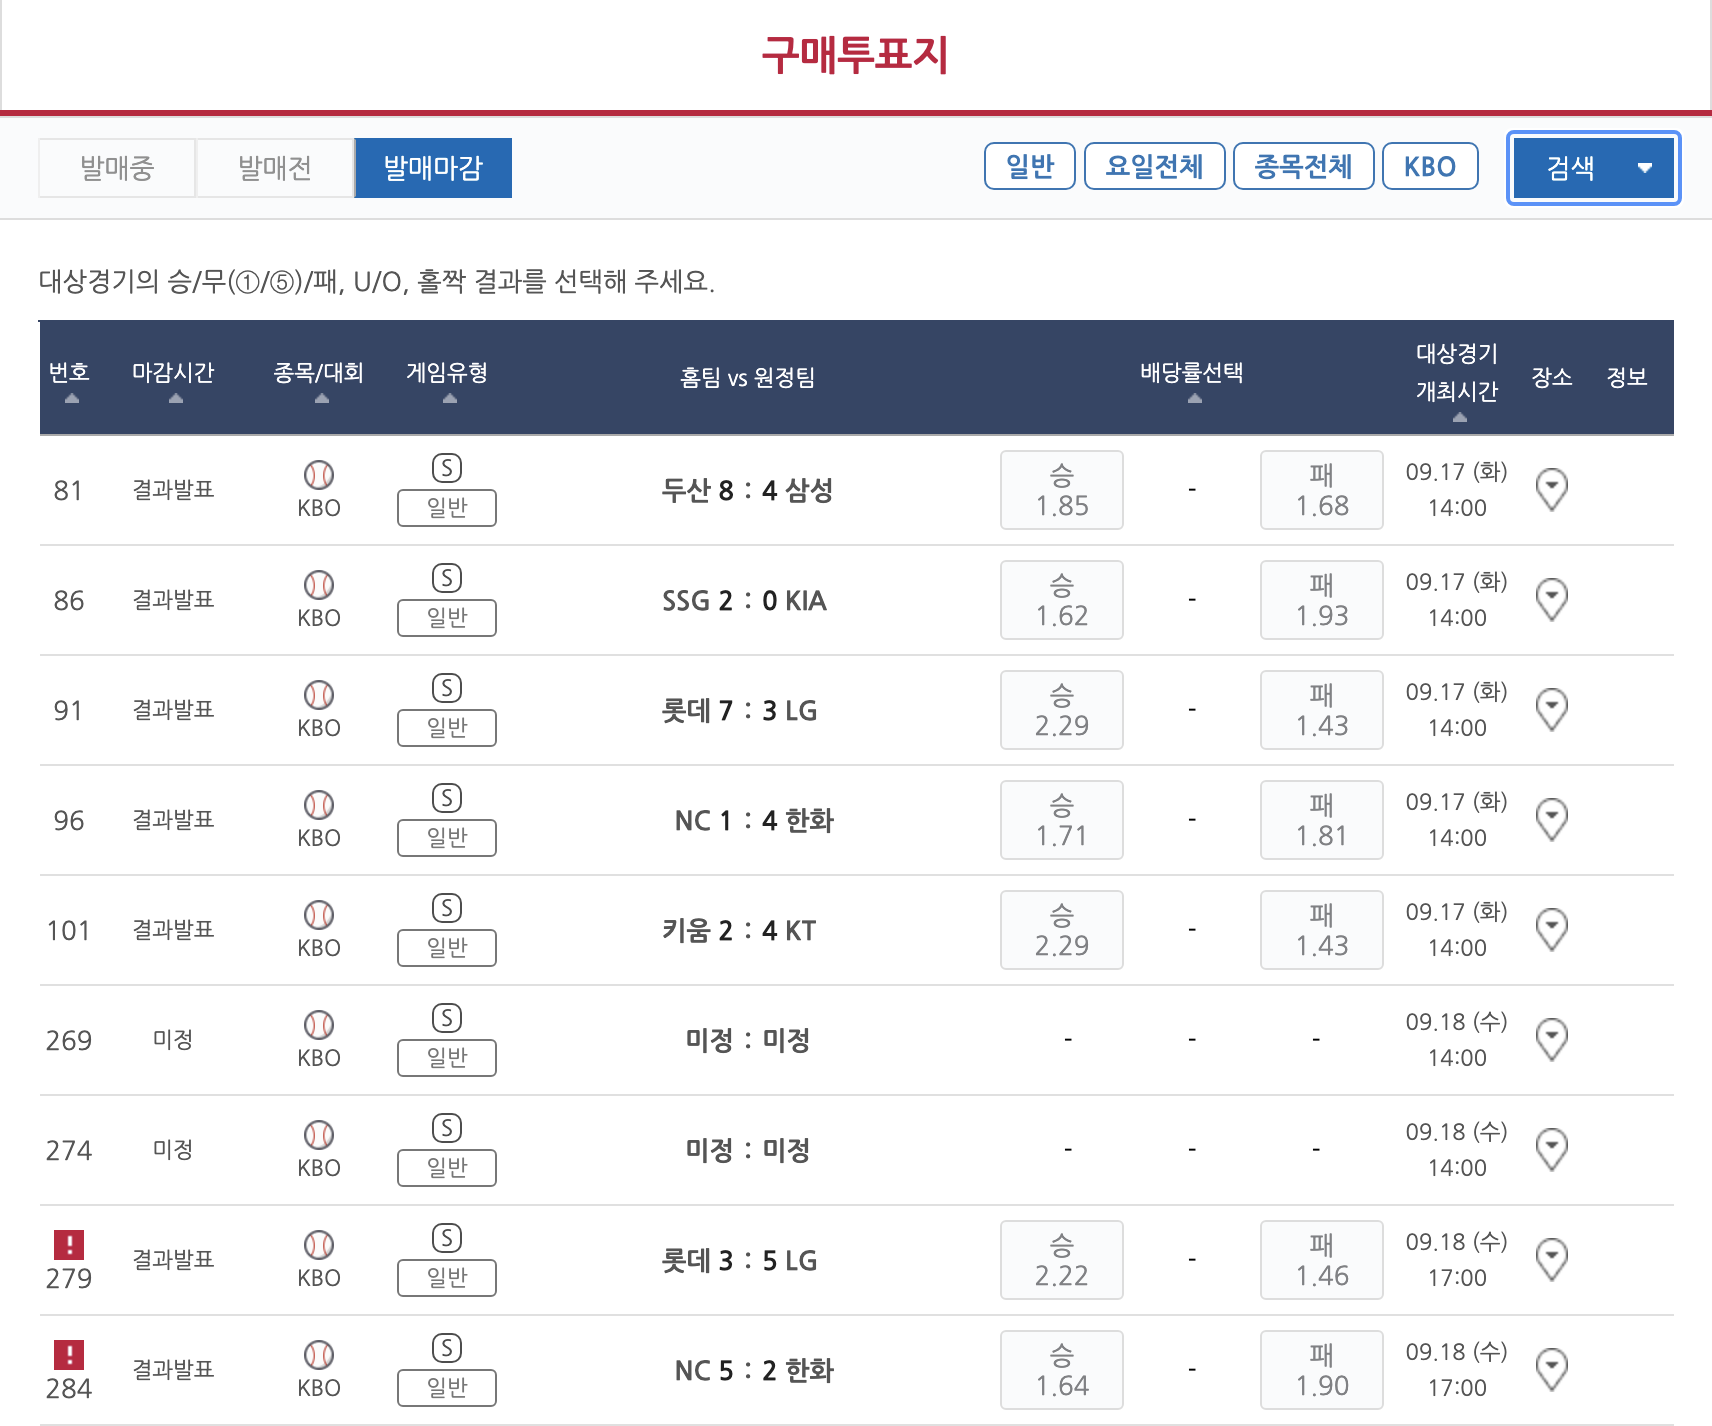 구매투표지
발매중 발매전 발매마감 일반 요일전체 종목전체 KBO 검색
대상경기의 승/무(①/⑤)/패, U/O, 홀짝 결과를 선택해 주세요.
번호 마감시간 종목/대회 게임유형 홈팀 vs 원정팀 배당률선택 대상경기 개최시간 장소 정보
81 결과발표 KBO S 일반 두산 8 : 4 삼성 승 1.85 - 패 1.68 09.17 (화) 14:00
86 결과발표 KBO S 일반 SSG 2 : 0 KIA 승 1.62 - 패 1.93 09.17 (화) 14:00
91 결과발표 KBO S 일반 롯데 7 : 3 LG 승 2.29 - 패 1.43 09.17 (화) 14:00
96 결과발표 KBO S 일반 NC 1 : 4 한화 승 1.71 - 패 1.81 09.17 (화) 14:00
101 결과발표 KBO S 일반 키움 2 : 4 KT 승 2.29 - 패 1.43 09.17 (화) 14:00
269 미정 KBO S 일반 미정 : 미정 - - - 09.18 (수) 14:00
274 미정 KBO S 일반 미정 : 미정 - - - 09.18 (수) 14:00
! 279 결과발표 KBO S 일반 롯데 3 : 5 LG 승 2.22 - 패 1.46 09.18 (수) 17:00
! 284 결과발표 KBO S 일반 NC 5 : 2 한화 승 1.64 - 패 1.90 09.18 (수) 17:00